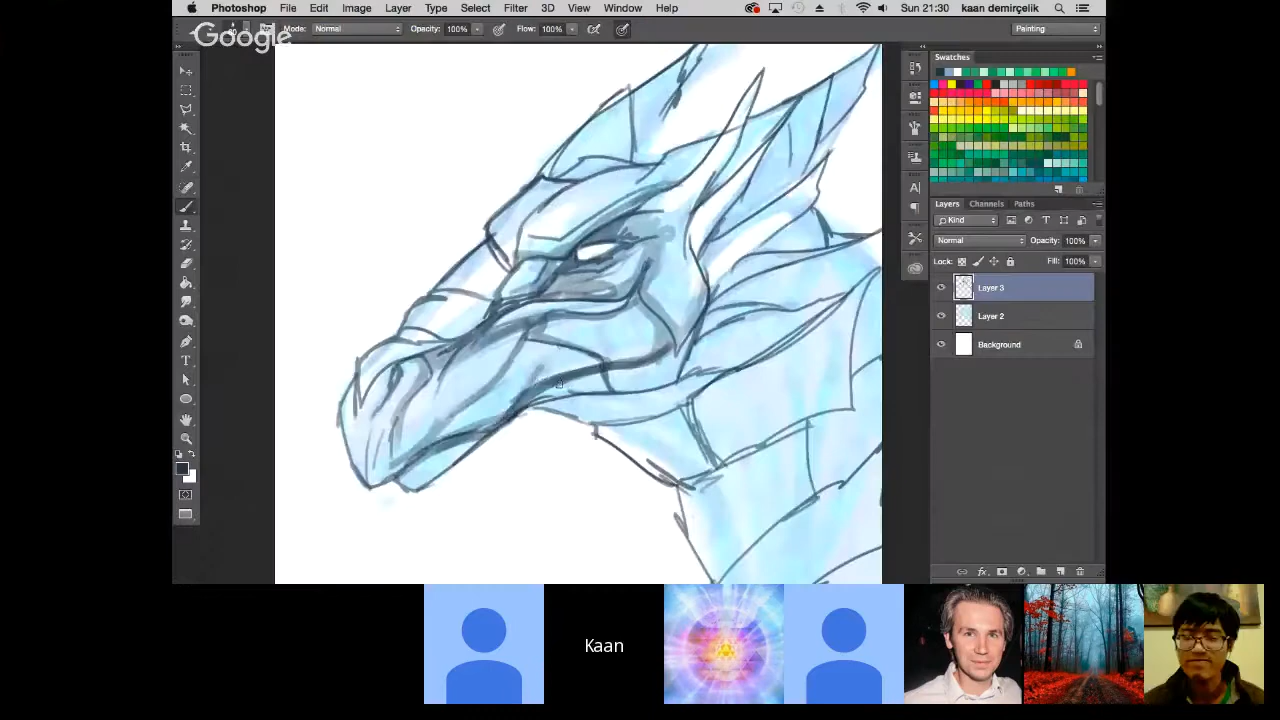 Photoshop File Edit Image Layer Type Select Filter 3D View Window Help Sun 21:30 kaan demirçelik
Google
Mode: Normal Opacity: 100% Flow: 100% Painting
Swatches
Layers Channels Paths
Kind
Normal Opacity: 100%
Lock: Fill: 100%
Layer 3
Layer 2
Background
Kaan